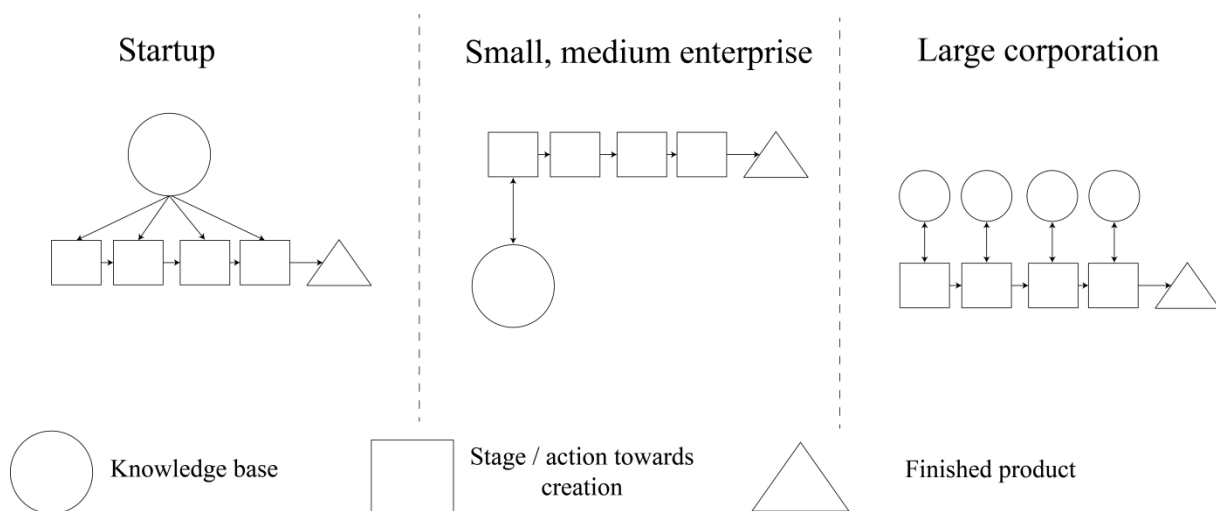 Startup
Small, medium enterprise
Large corporation
Knowledge base
Stage / action towards
creation
Finished product